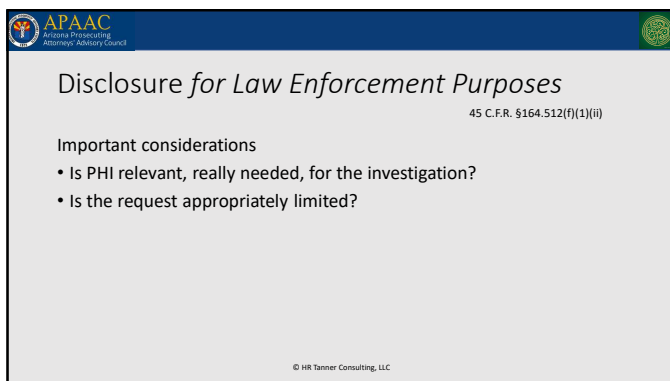 APAAC
Arizona Prosecuting
Attorneys' Advisory Council
Disclosure for Law Enforcement Purposes
45 C.F.R. §164.512(f)(1)(ii)
Important considerations
• Is PHI relevant, really needed, for the investigation?
• Is the request appropriately limited?
© HR Tanner Consulting, LLC